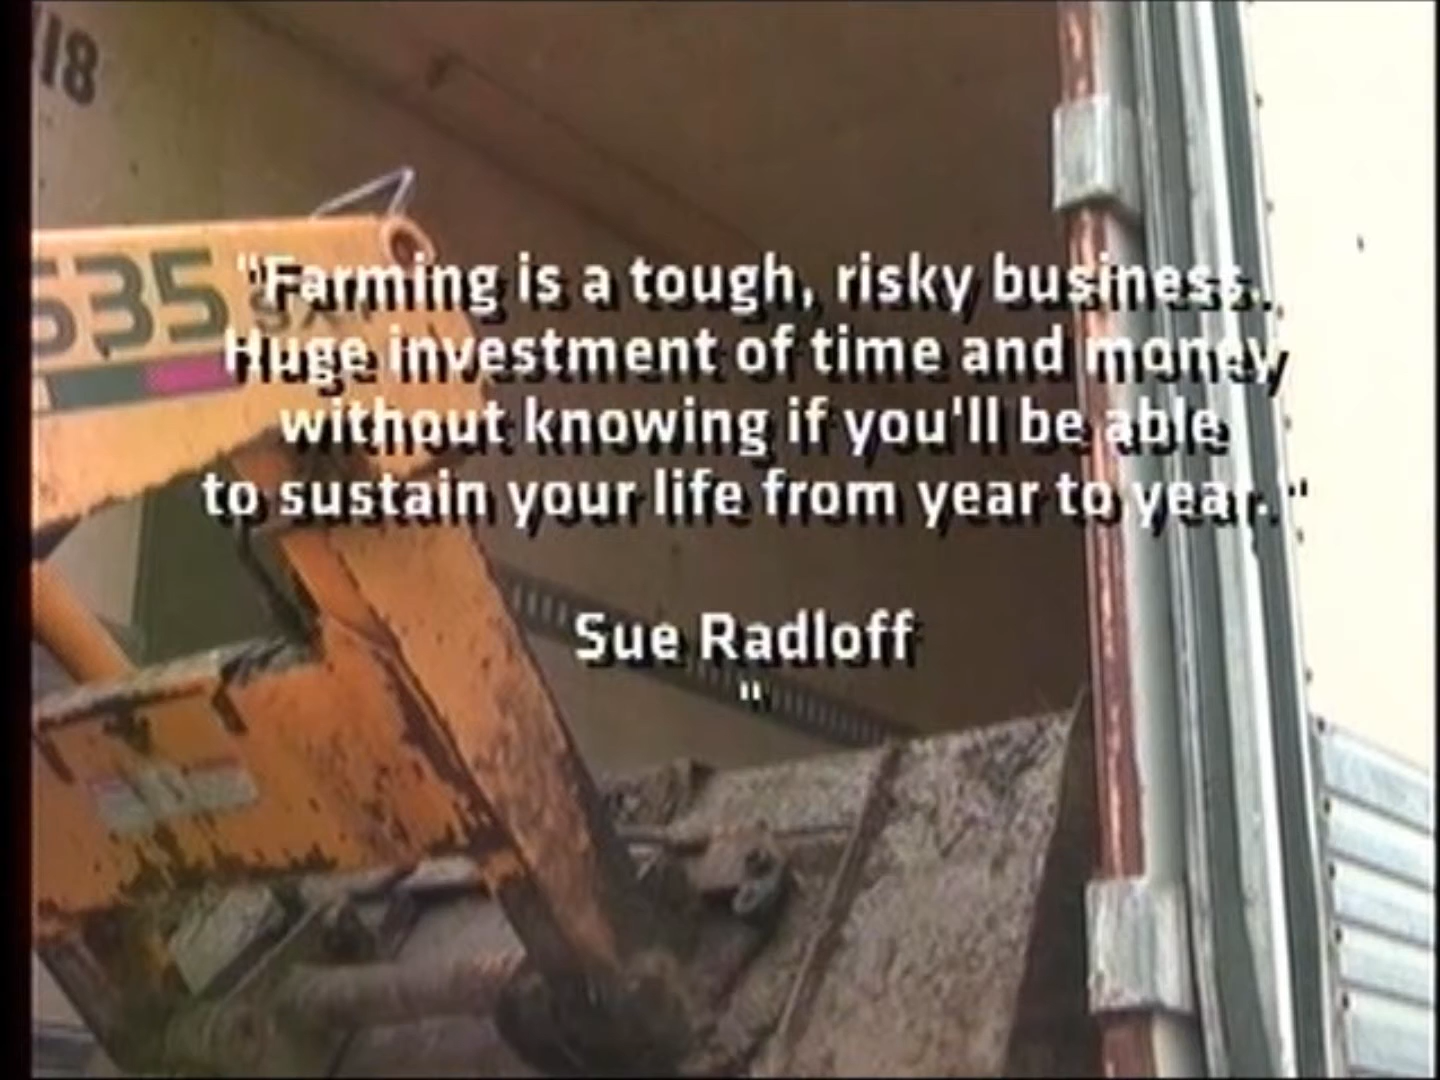 18
535
"Farming is a tough, risky business.
Huge investment of time and money
without knowing if you'll be able
to sustain your life from year to year. "
Sue Radloff
"